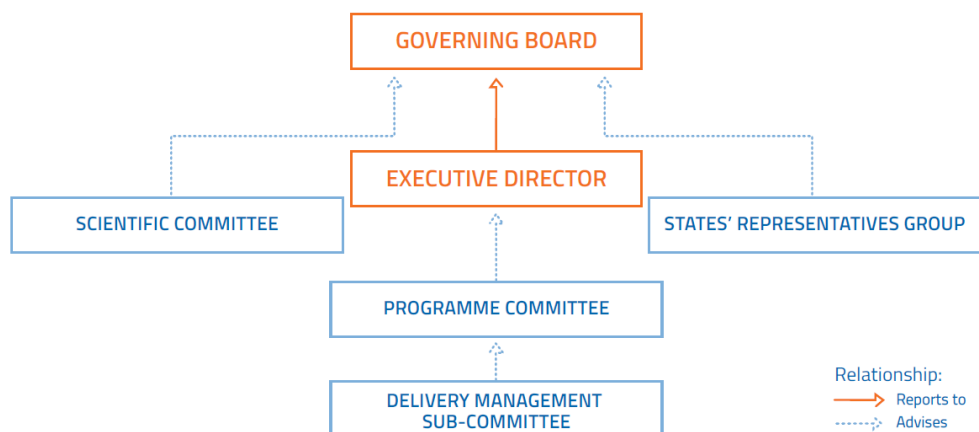 GOVERNING BOARD
EXECUTIVE DIRECTOR
SCIENTIFIC COMMITTEE
STATES’ REPRESENTATIVES GROUP
PROGRAMME COMMITTEE
DELIVERY MANAGEMENT
SUB-COMMITTEE
Relationship:
Reports to
Advises